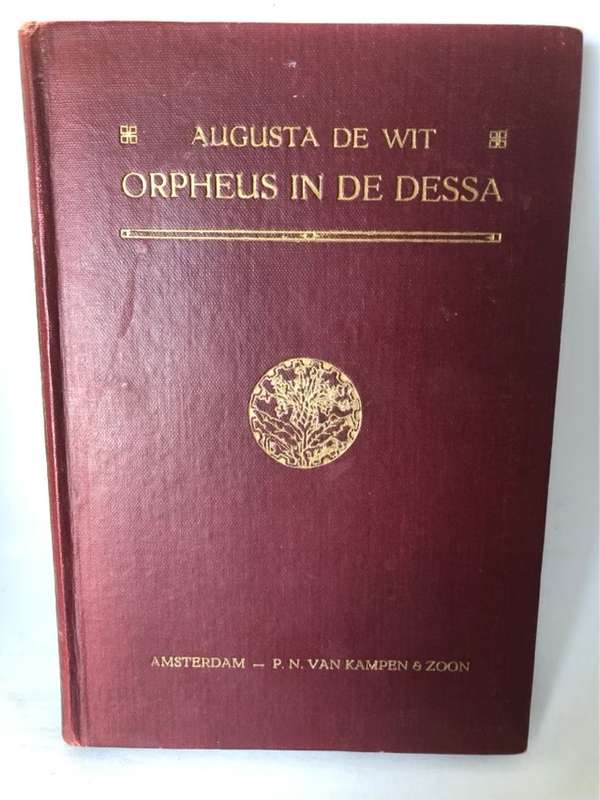 AUGUSTA DE WIT
ORPHEUS IN DE DESSA
AMSTERDAM — P. N. VAN KAMPEN & ZOON